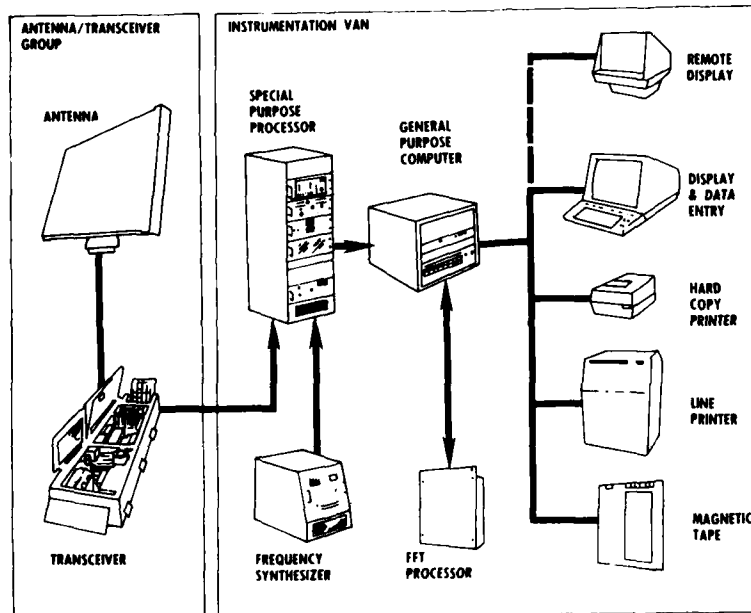 ANTENNA/TRANSCEIVER
GROUP
ANTENNA
TRANSCEIVER
INSTRUMENTATION VAN
SPECIAL
PURPOSE
PROCESSOR
GENERAL
PURPOSE
COMPUTER
FREQUENCY
SYNTHESIZER
FFT
PROCESSOR
REMOTE
DISPLAY
DISPLAY
& DATA
ENTRY
HARD
COPY
PRINTER
LINE
PRINTER
MAGNETIC
TAPE